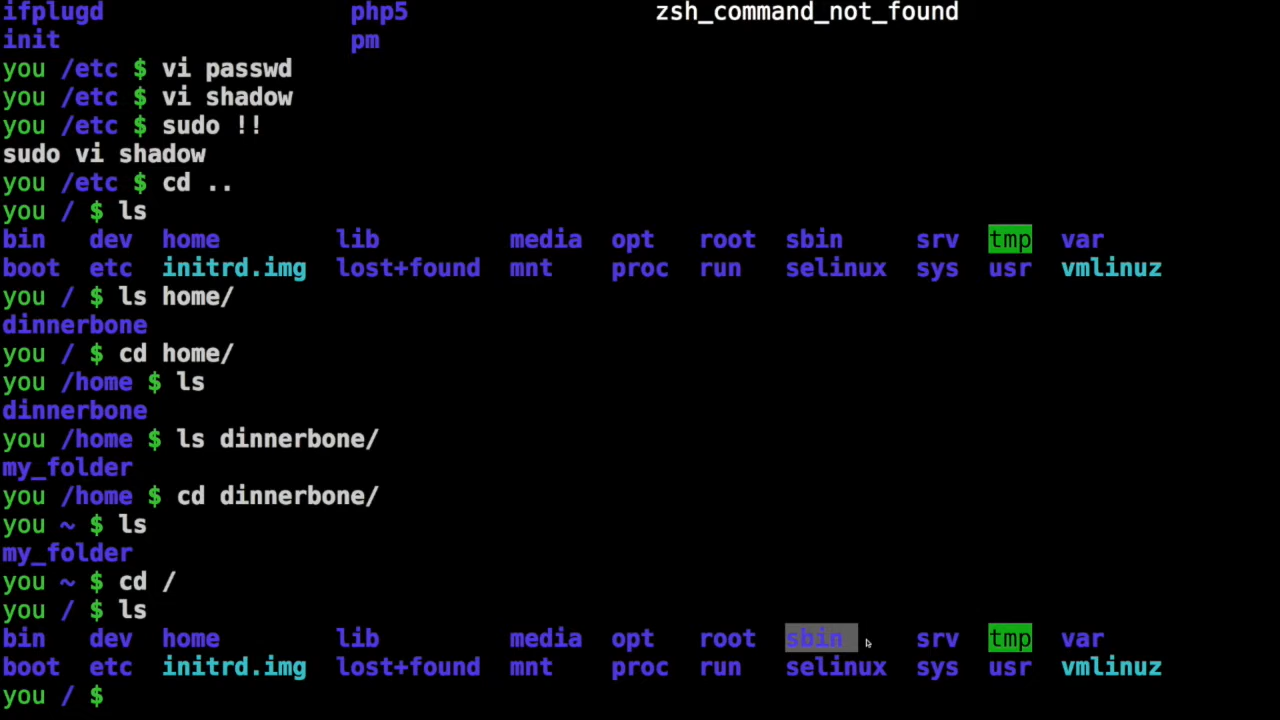 ifplugd php5 zsh_command_not_found
init pm
you /etc $ vi passwd
you /etc $ vi shadow
you /etc $ sudo !!
sudo vi shadow
you /etc $ cd ..
you / $ ls
bin dev home lib media opt root sbin srv tmp var
boot etc initrd.img lost+found mnt proc run selinux sys usr vmlinuz
you / $ ls home/
dinnerbone
you / $ cd home/
you /home $ ls
dinnerbone
you /home $ ls dinnerbone/
my_folder
you /home $ cd dinnerbone/
you ~ $ ls
my_folder
you ~ $ cd /
you / $ ls
bin dev home lib media opt root sbin srv tmp var
boot etc initrd.img lost+found mnt proc run selinux sys usr vmlinuz
you / $